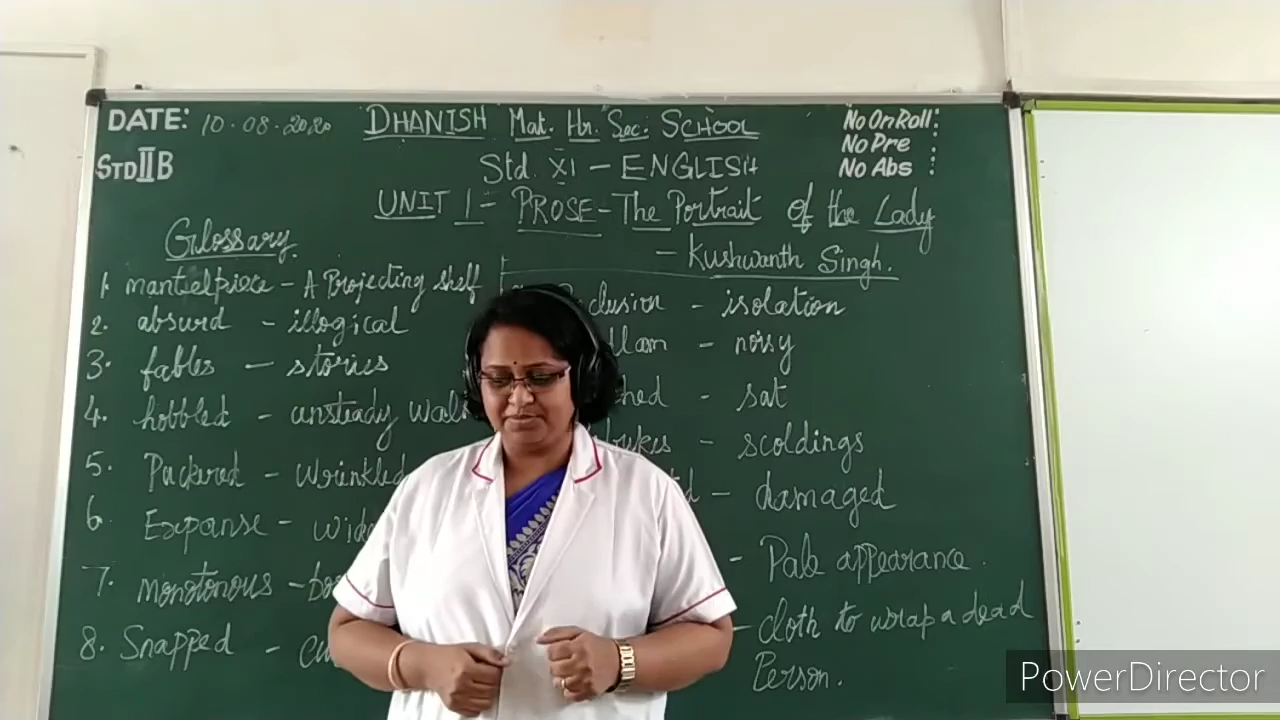 DATE: 10.08.2020
STD II B
DHANISH Mat. Hr. Sec. SCHOOL
Std. XI - ENGLISH
UNIT 1 - PROSE - The Portrait of the Lady
- Kushwanth Singh.
No On Roll :
No Pre :
No Abs :
Glossary
1. mantielpiece - A Projecting shelf
2. absurd - illogical
3. fables - stories
4. hobbled - unsteady
5. Puckered - wrinkled
6 Expanse - wide
7. monotonous -
8. Snapped -
- isolation
- noisy
- sat
- scoldings
- damaged
- Pale appearance.
- cloth to wrap a dead
Person.
PowerDirector